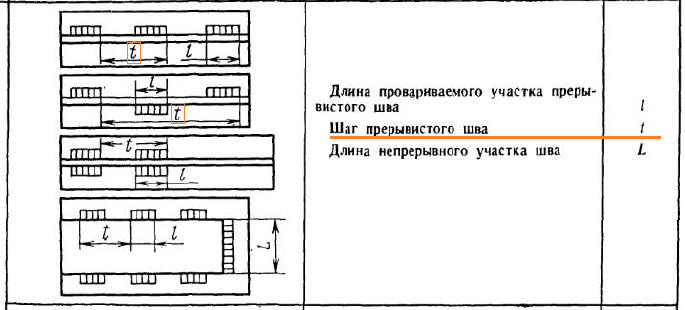 t l
l
t
t
l
t l L
Длина провариваемого участка преры-
вистого шва l
Шаг прерывистого шва t
Длина непрерывного участка шва L